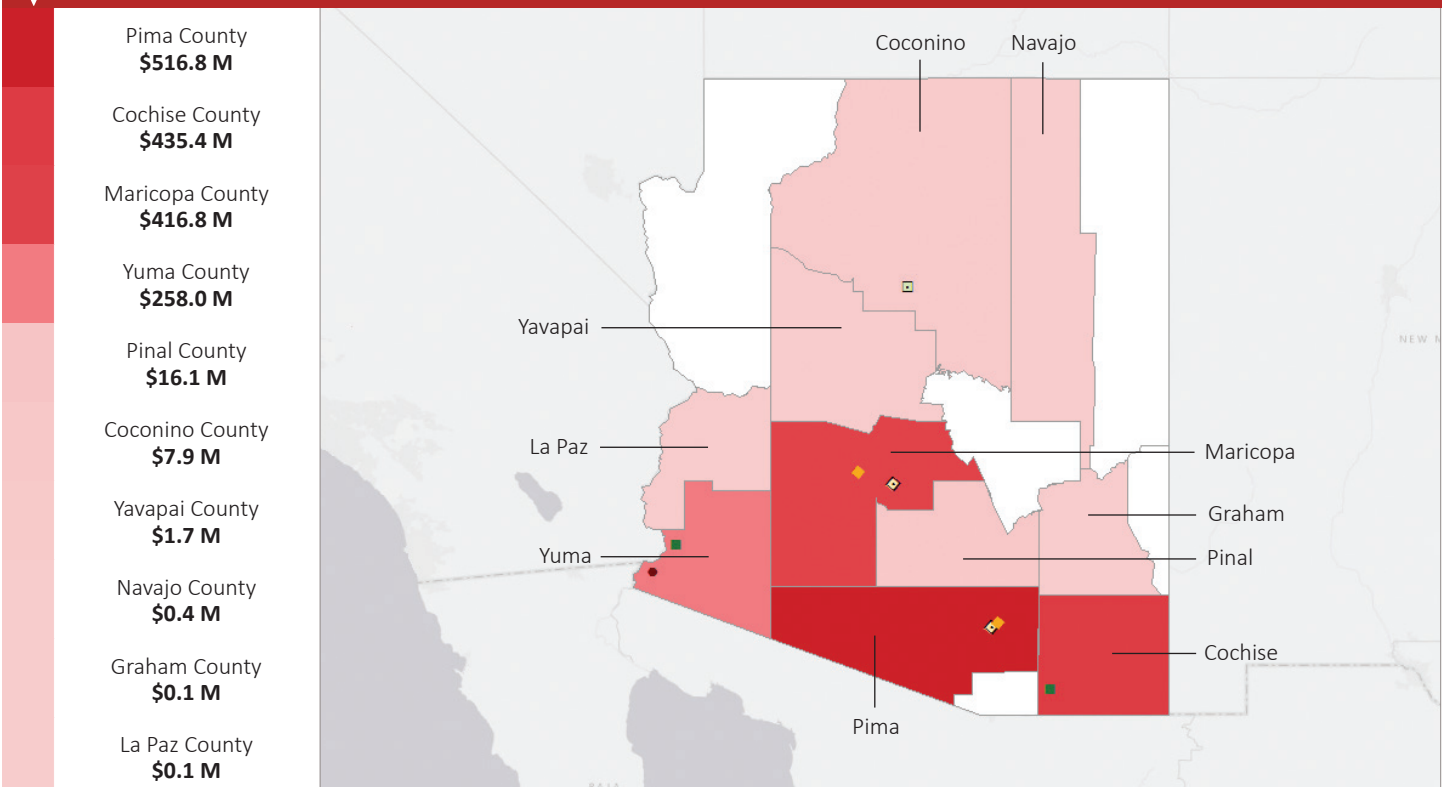 Pima County
$516.8 M
Cochise County
$435.4 M
Maricopa County
$416.8 M
Yuma County
$258.0 M
Pinal County
$16.1 M
Coconino County
$7.9 M
Yavapai County
$1.7 M
Navajo County
$0.4 M
Graham County
$0.1 M
La Paz County
$0.1 M
Coconino
Navajo
Yavapai
NEW
La Paz
Maricopa
Graham
Yuma
Pinal
Cochise
Pima